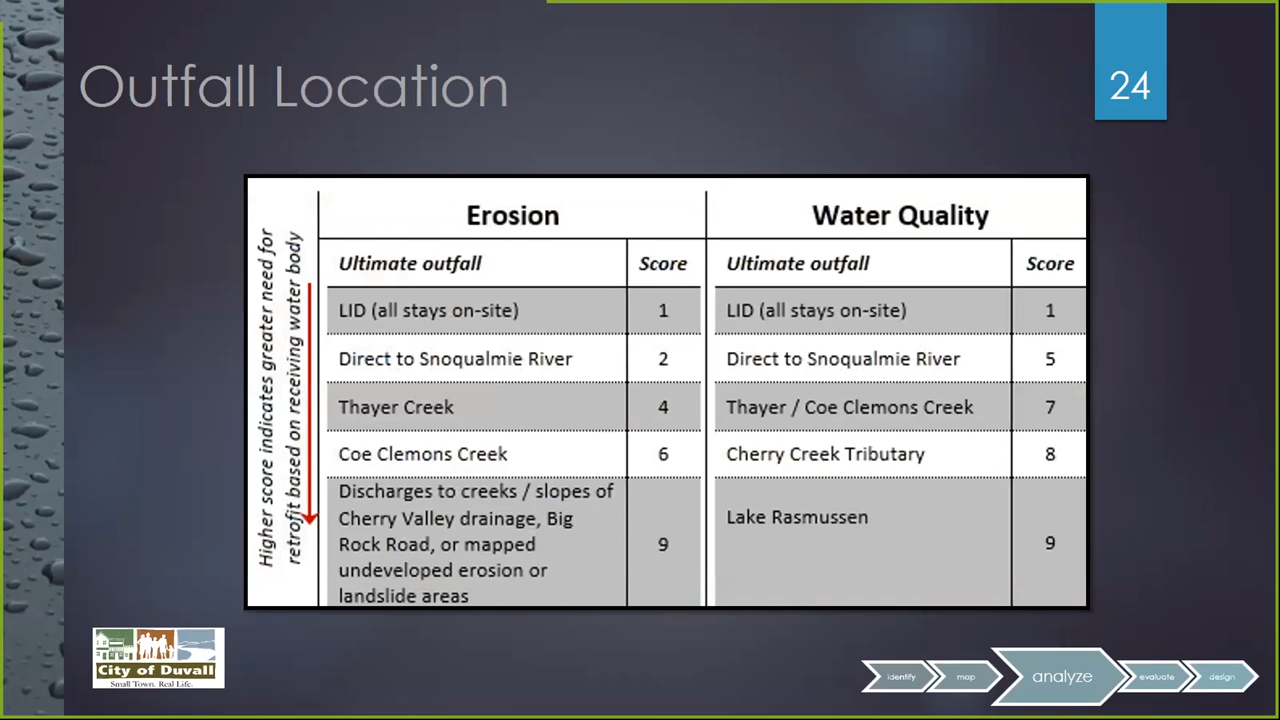 Outfall Location
24
Higher score indicates greater need for
retrofit based on receiving water body
Erosion
Water Quality
Ultimate outfall Score Ultimate outfall Score
LID (all stays on-site) 1 LID (all stays on-site) 1
Direct to Snoqualmie River 2 Direct to Snoqualmie River 5
Thayer Creek 4 Thayer / Coe Clemons Creek 7
Coe Clemons Creek 6 Cherry Creek Tributary 8
Discharges to creeks / slopes of
Cherry Valley drainage, Big
Rock Road, or mapped
undeveloped erosion or
landslide areas
9
Lake Rasmussen
9
City of Duvall
Small Town. Real Life.
identify
map
analyze
evaluate
design